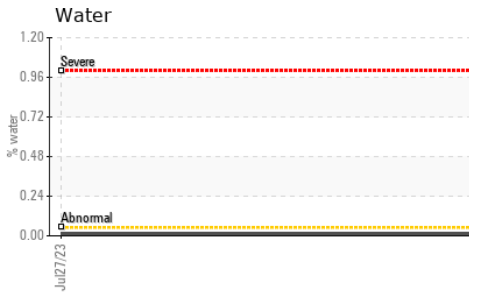 Water
1.20
Severe
0.96
0.72
% water
0.48
0.24
Abnormal
0.00
Jul27/23